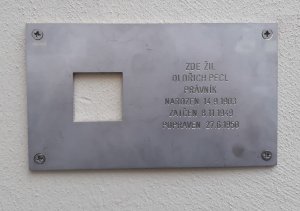 ZDE ŽIL
OLDŘICH PECL
PRÁVNÍK
NAROZEN 14.9.1903
ZATČEN 8.11.1949
POPRAVEN 27.6.1950